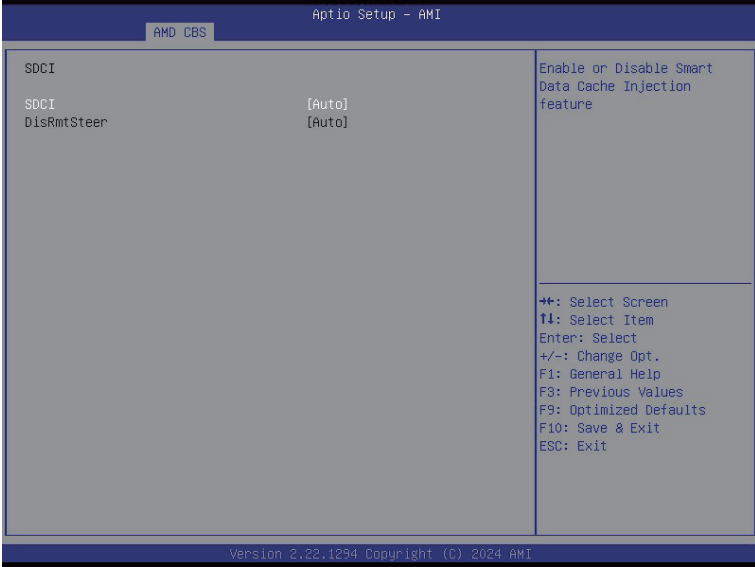 Aptio Setup – AMI
AMD CBS
SDCI
SDCI [Auto]
DisRmtSteer [Auto]
Enable or Disable Smart
Data Cache Injection
feature
→←: Select Screen
↑↓: Select Item
Enter: Select
+/-: Change Opt.
F1: General Help
F3: Previous Values
F9: Optimized Defaults
F10: Save & Exit
ESC: Exit
Version 2.22.1294 Copyright (C) 2024 AMI